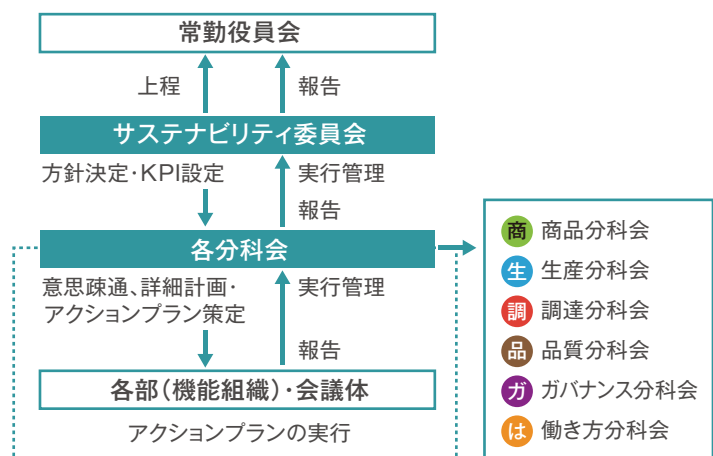 常勤役員会
上程
報告
サステナビリティ委員会
方針決定・KPI設定
実行管理
報告
各分科会
意思疎通、詳細計画・
アクションプラン策定
実行管理
報告
各部（機能組織）・会議体
アクションプランの実行
商 商品分科会
生 生産分科会
調 調達分科会
品 品質分科会
ガ ガバナンス分科会
は 働き方分科会